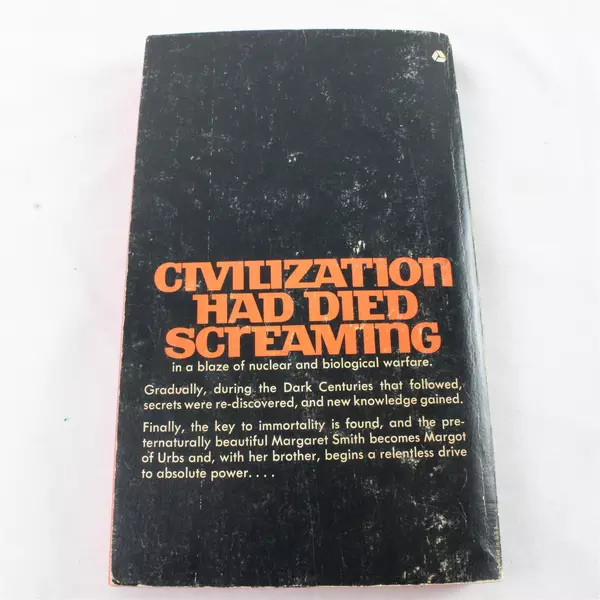 CIVILIZATION
HAD DIED
SCREAMING
in a blaze of nuclear and biological warfare.
Gradually, during the Dark Centuries that followed,
secrets were re-discovered, and new knowledge gained.
Finally, the key to immortality is found, and the pre-
ternaturally beautiful Margaret Smith becomes Margot
of Urbs and, with her brother, begins a relentless drive
to absolute power. . . .